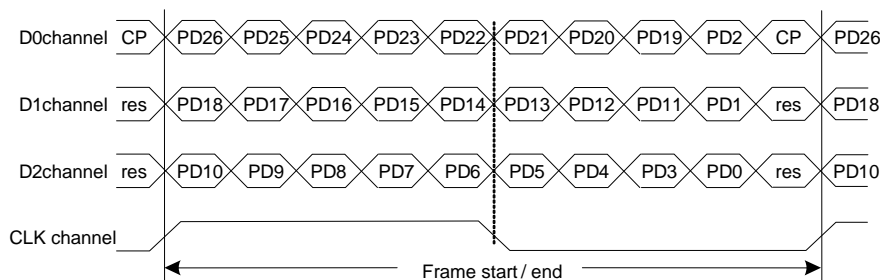 D0channel CP PD26 PD25 PD24 PD23 PD22 PD21 PD20 PD19 PD2 CP PD26
D1channel res PD18 PD17 PD16 PD15 PD14 PD13 PD12 PD11 PD1 res PD18
D2channel res PD10 PD9 PD8 PD7 PD6 PD5 PD4 PD3 PD0 res PD10
CLK channel
Frame start / end